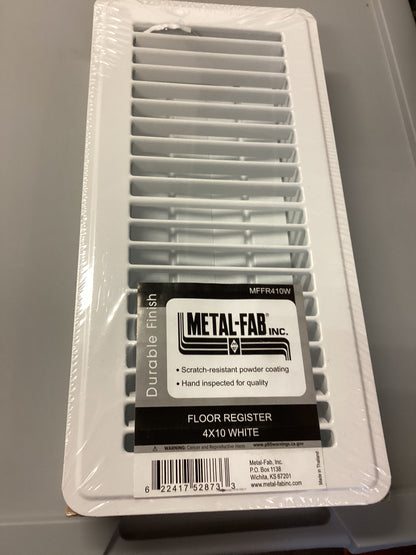 MFFR410W
Durable Finish
METAL-FAB INC.
• Scratch-resistant powder coating
• Hand inspected for quality
FLOOR REGISTER
4X10 WHITE
WARNING: Cancer and Reproductive Harm www.p65warnings.ca.gov
Metal-Fab, Inc.
P.O. Box 1138
Wichita, KS 67201
www.metal-fabinc.com
Made in Thailand
6 22417 52873 3